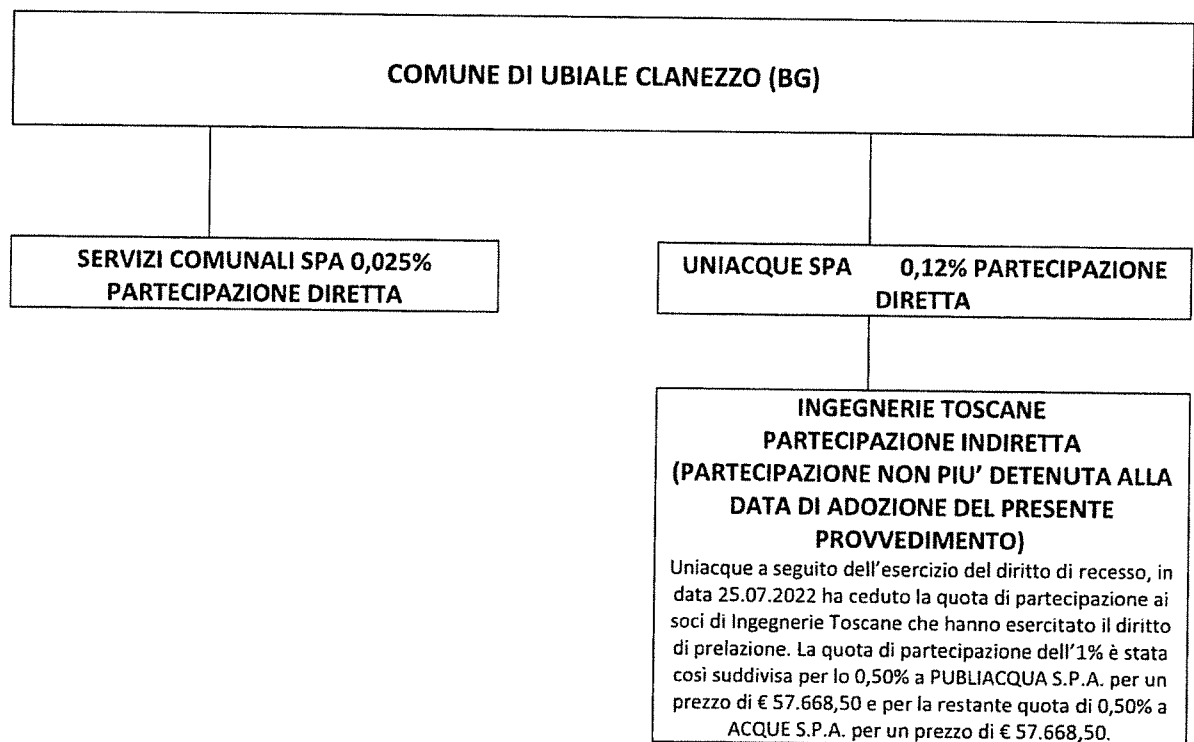 COMUNE DI UBIALE CLANEZZO (BG)
SERVIZI COMUNALI SPA 0,025%
PARTECIPAZIONE DIRETTA
UNIACQUE SPA 0,12% PARTECIPAZIONE
DIRETTA
INGEGNERIE TOSCANE
PARTECIPAZIONE INDIRETTA
(PARTECIPAZIONE NON PIU' DETENUTA ALLA
DATA DI ADOZIONE DEL PRESENTE
PROVVEDIMENTO)
Uniacque a seguito dell'esercizio del diritto di recesso, in
data 25.07.2022 ha ceduto la quota di partecipazione ai
soci di Ingegnerie Toscane che hanno esercitato il diritto
di prelazione. La quota di partecipazione dell'1% è stata
così suddivisa per lo 0,50% a PUBLIACQUA S.P.A. per un
prezzo di € 57.668,50 e per la restante quota di 0,50% a
ACQUE S.P.A. per un prezzo di € 57.668,50.